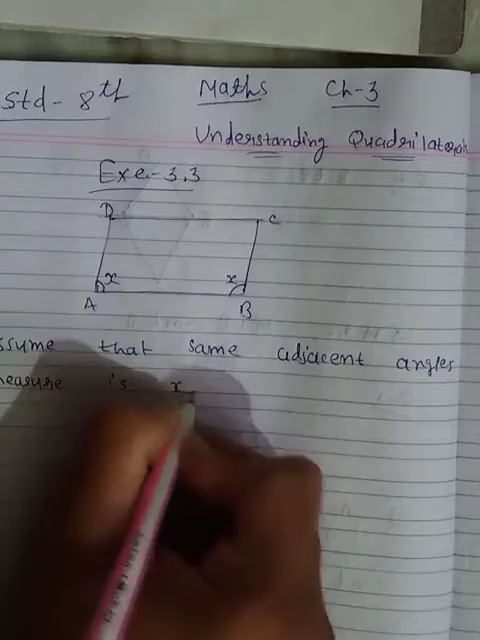 Std - 8th Maths Ch-3
Understanding Quadrilaterals
Exe-3.3
D C
x x
A B
ssume that same adjacent angles
measure is x